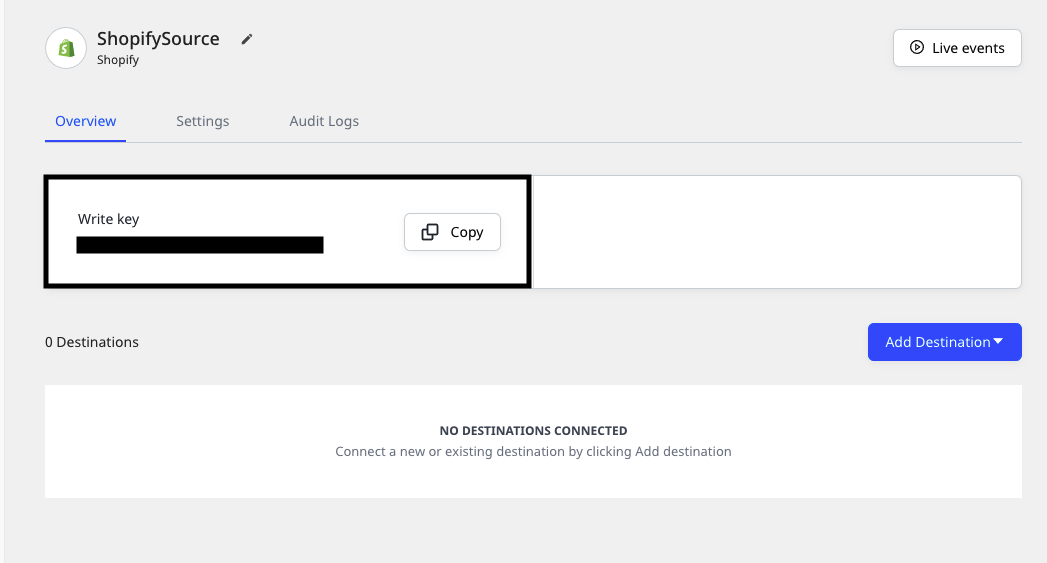 ShopifySource
Shopify
Live events
Overview
Settings
Audit Logs
Write key
Copy
0 Destinations
Add Destination
NO DESTINATIONS CONNECTED
Connect a new or existing destination by clicking Add destination